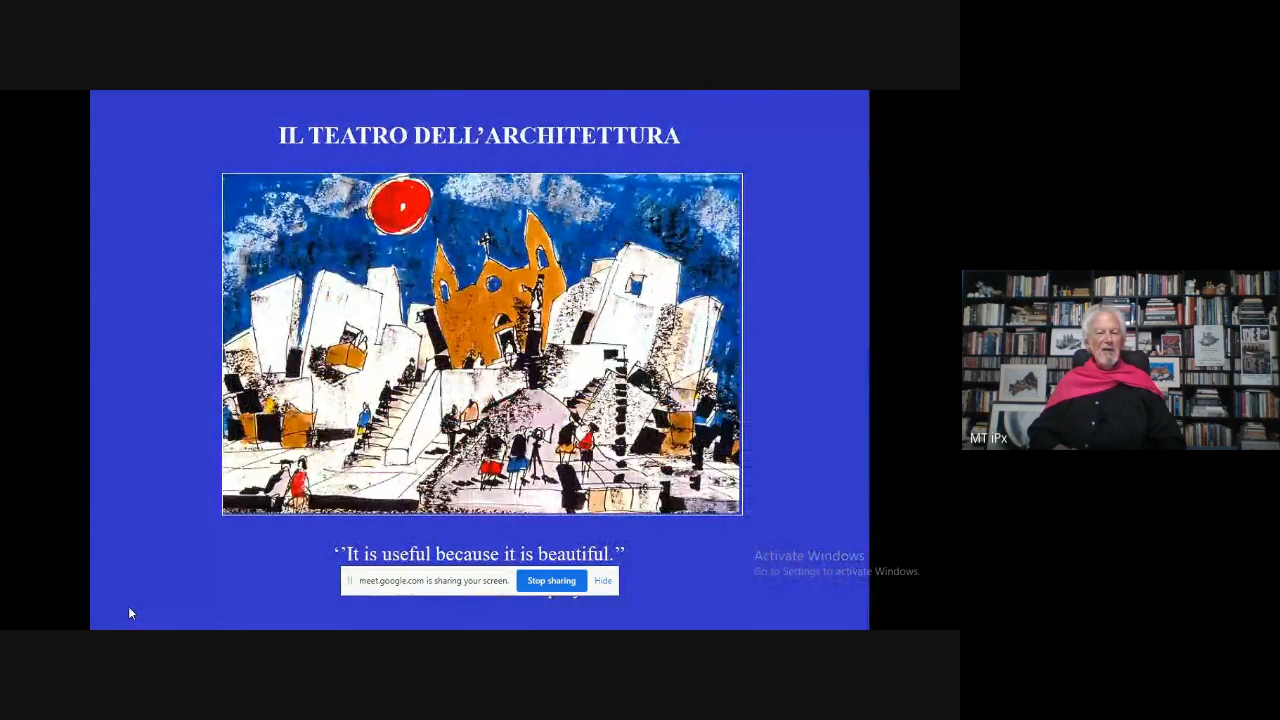 IL TEATRO DELL’ARCHITETTURA
‘’It is useful because it is beautiful.’’
meet.google.com is sharing your screen.
Stop sharing
Hide
Activate Windows
Go to Settings to activate Windows.
MT iPx